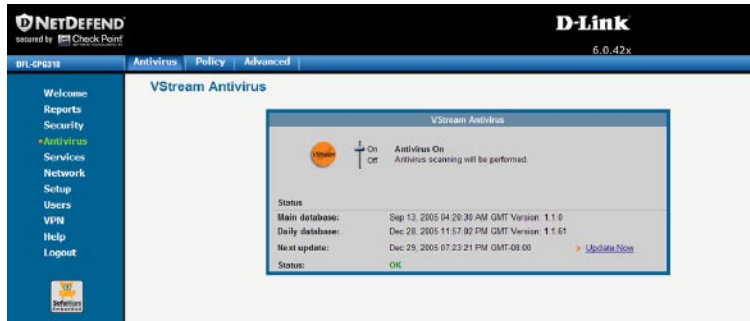 NETDEFEND
secured by Check Point
D-Link
6.0.42x
DFL-CPG310
Antivirus Policy Advanced
Welcome
Reports
Security
Antivirus
Services
Network
Setup
Users
VPN
Help
Logout
SofaWare
Embedded
VStream Antivirus
VStream Antivirus
VStream
On
Off
Antivirus On
Antivirus scanning will be performed.
Status
Main database: Sep 13, 2005 04:20:30 AM GMT Version: 1.1.0
Daily database: Dec 28, 2005 11:57:02 PM GMT Version: 1.1.61
Next update: Dec 29, 2005 07:23:21 PM GMT-08:00 Update Now
Status: OK